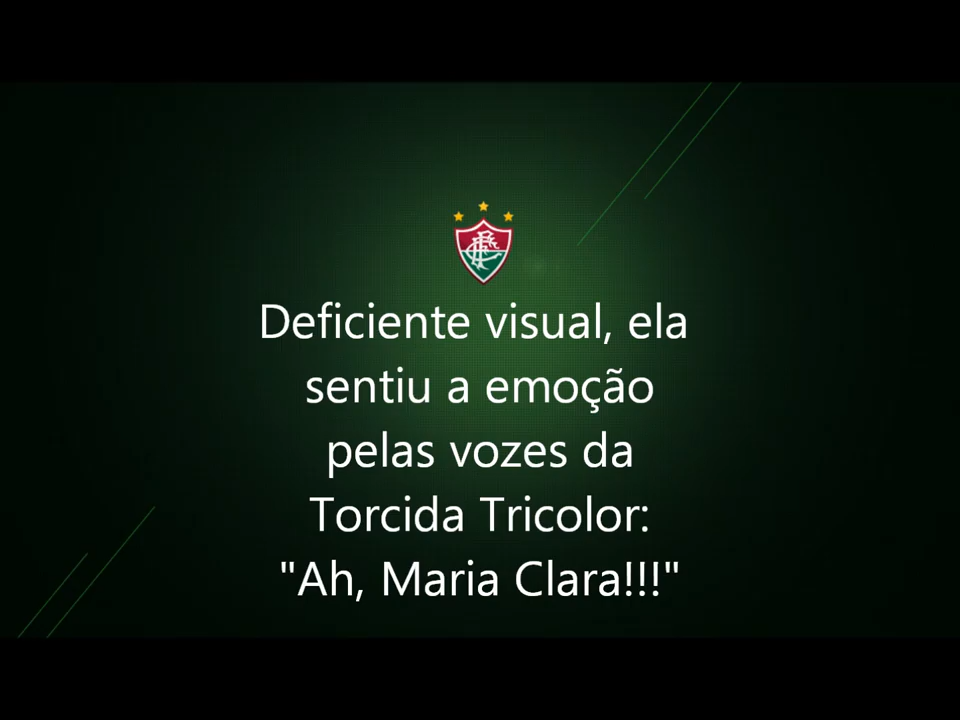 Deficiente visual, ela
sentiu a emoção
pelas vozes da
Torcida Tricolor:
"Ah, Maria Clara!!!"